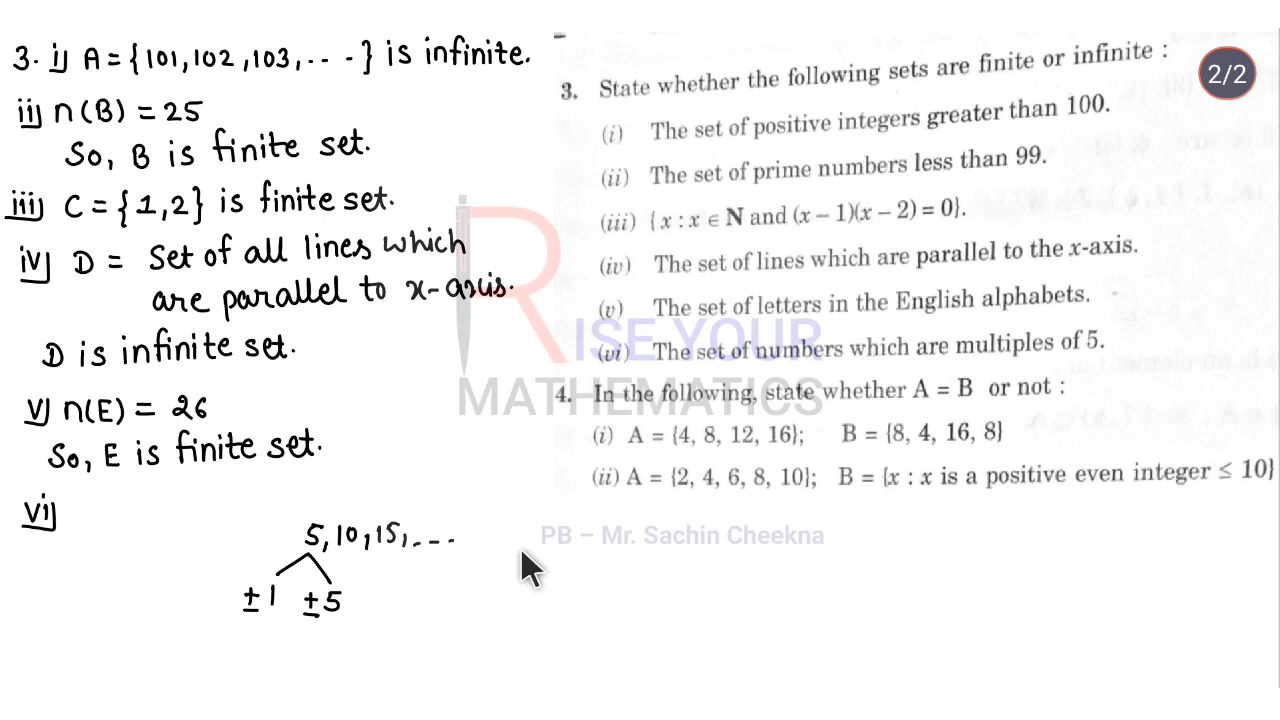 3. i) A = {101, 102, 103, ... } is infinite.
ii) n(B) = 25
So, B is finite set.
iii) C = {1, 2} is finite set.
iv) D = Set of all lines which
are parallel to x-axis.
D is infinite set.
v) n(E) = 26
So, E is finite set.
vi)
5, 10, 15, ...
±1 ±5
2/2
3. State whether the following sets are finite or infinite :
(i) The set of positive integers greater than 100.
(ii) The set of prime numbers less than 99.
(iii) {x : x ∈ N and (x – 1)(x – 2) = 0}.
(iv) The set of lines which are parallel to the x-axis.
(v) The set of letters in the English alphabets.
(vi) The set of numbers which are multiples of 5.
4. In the following, state whether A = B or not :
(i) A = {4, 8, 12, 16}; B = {8, 4, 16, 8}
(ii) A = {2, 4, 6, 8, 10}; B = {x : x is a positive even integer ≤ 10}
RISE YOUR
MATHEMATICS
PB – Mr. Sachin Cheekna